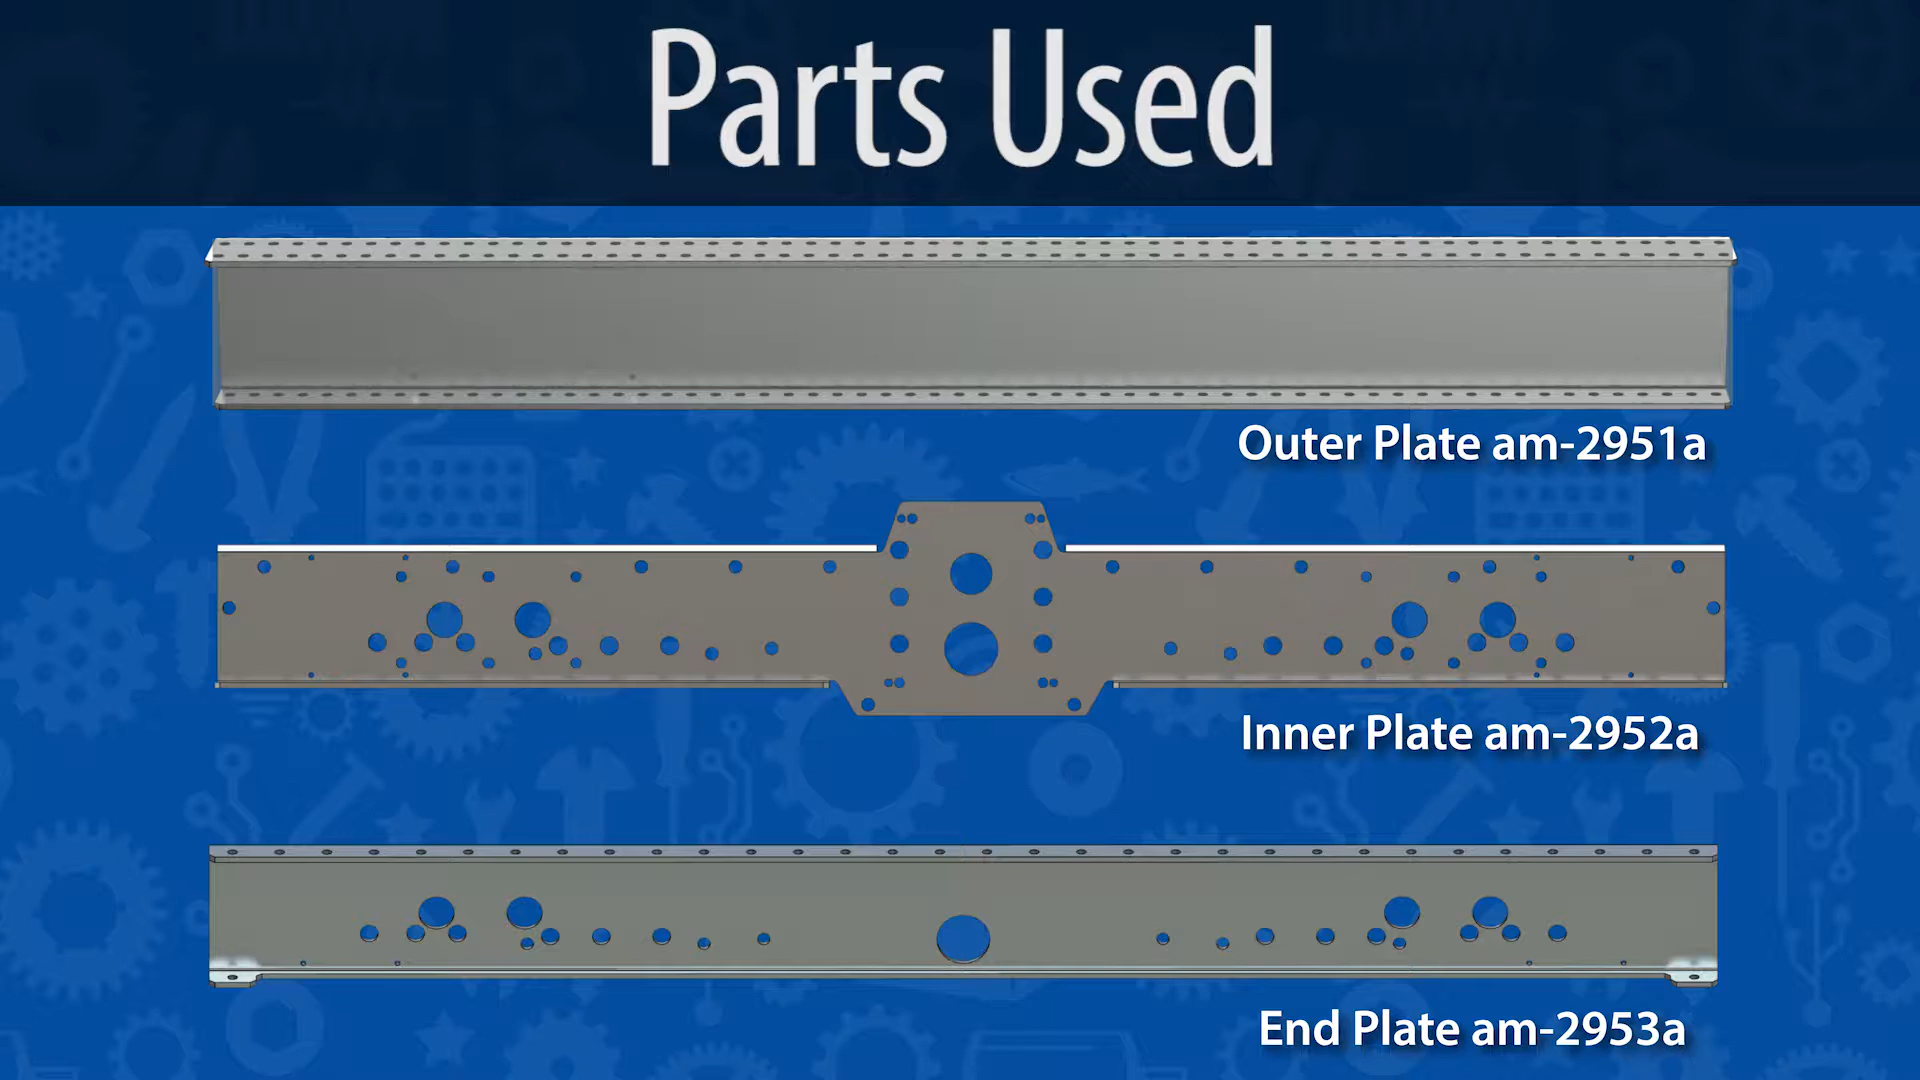 Parts Used
Outer Plate am-2951a
Inner Plate am-2952a
End Plate am-2953a